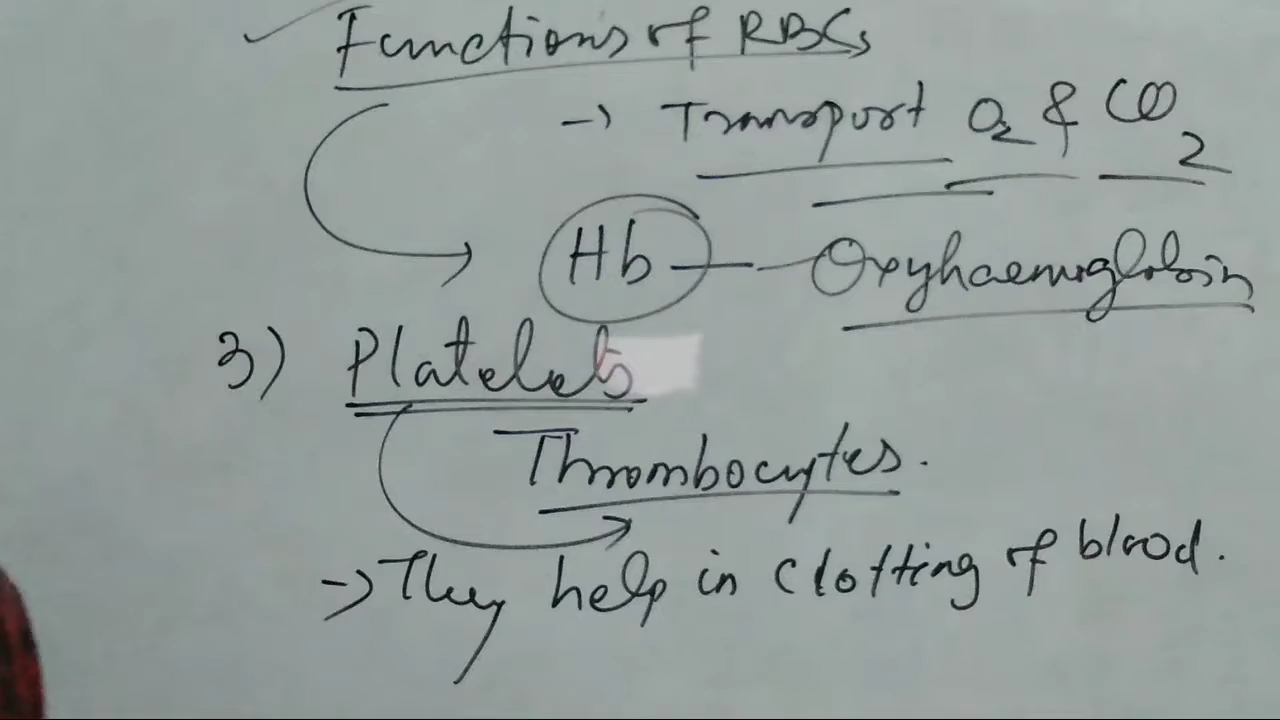 Functions of RBCs
→ Transport O₂ & CO₂
Hb — Oxyhaemoglobin
3) Platelets
Thrombocytes.
→ They help in clotting of blood.